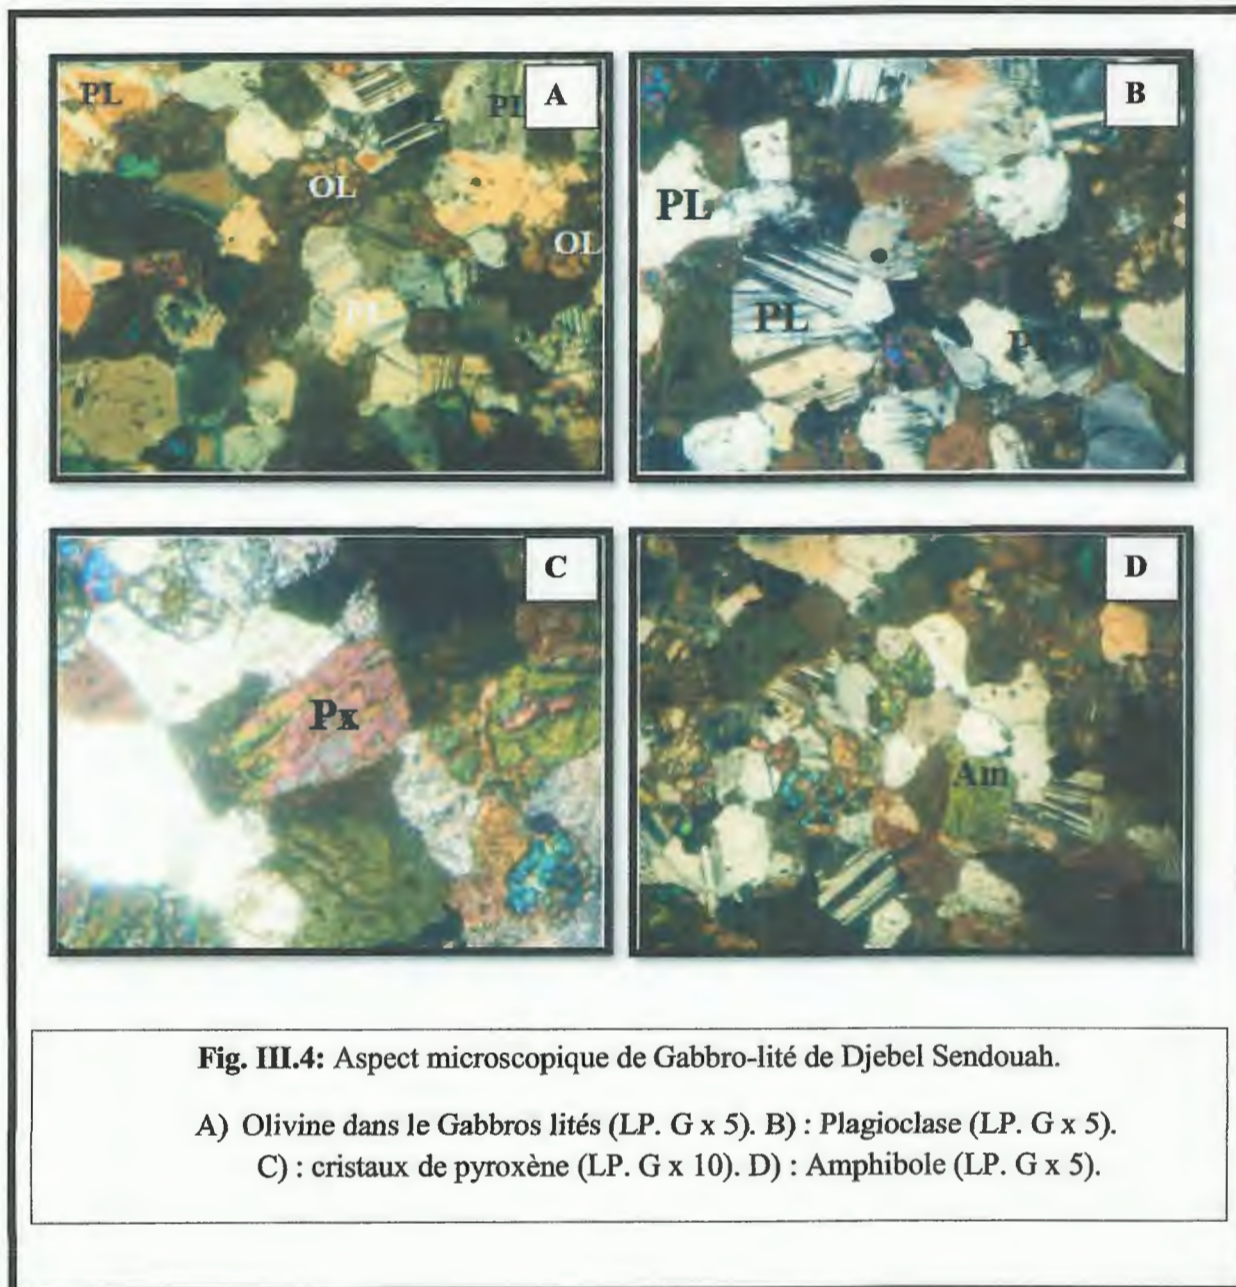 PL
PL
A
OL
OL
PL
B
PL
PL
PL
C
Px
D
Am
Fig. III.4: Aspect microscopique de Gabbro-lité de Djebel Sendouah.
A) Olivine dans le Gabbros lités (LP. G x 5). B) : Plagioclase (LP. G x 5).
C) : cristaux de pyroxène (LP. G x 10). D) : Amphibole (LP. G x 5).